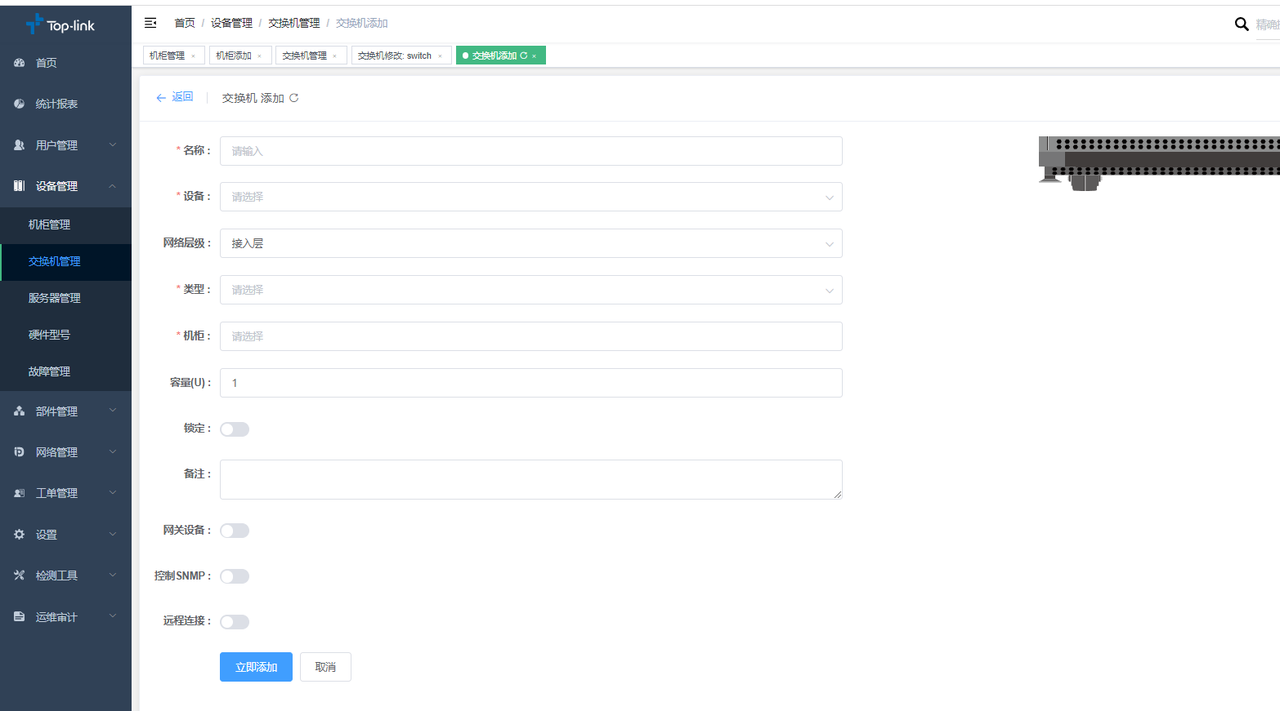 Top-link
首页
统计报表
用户管理
设备管理
机柜管理
交换机管理
服务器管理
硬件型号
故障管理
部件管理
网络管理
工单管理
设置
检测工具
运维审计
首页 / 设备管理 / 交换机管理 / 交换机添加
机柜管理 × 机柜添加 × 交换机管理 × 交换机修改: switch × 交换机添加 ×
返回 交换机 添加
* 名称： 请输入
* 设备： 请选择
网络层级： 接入层
* 类型： 请选择
* 机柜： 请选择
容量(U)： 1
锁定：
备注：
网关设备：
控制SNMP：
远程连接：
立即添加 取消
精确